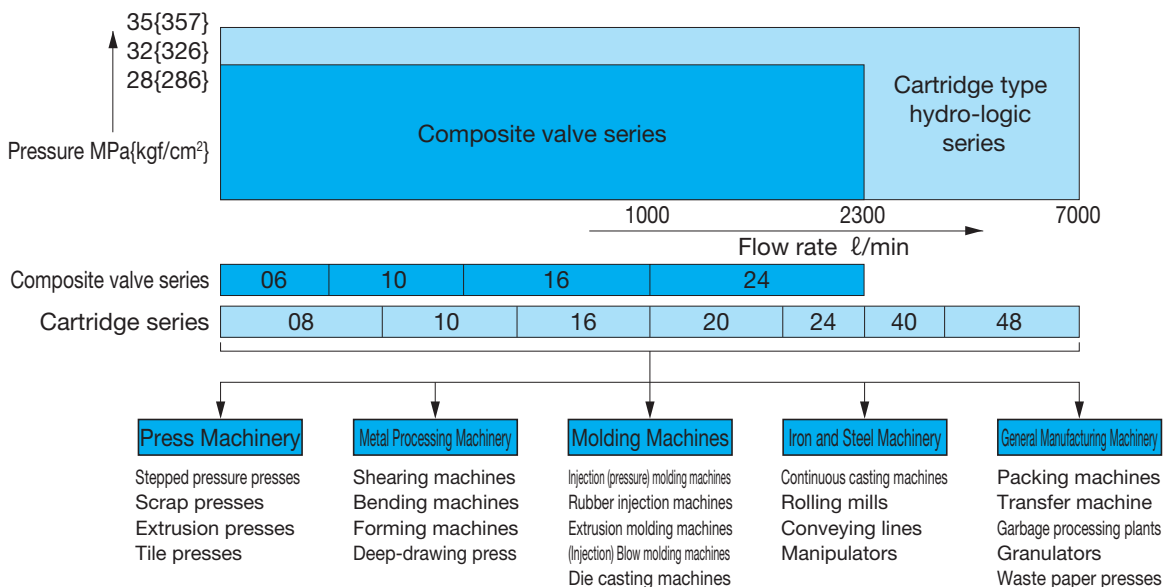 35{357}
32{326}
28{286}
Pressure MPa{kgf/cm²}
Composite valve series
Cartridge type
hydro-logic
series
1000 2300 7000
Flow rate ℓ/min
Composite valve series 06 10 16 24
Cartridge series 08 10 16 20 24 40 48
Press Machinery
Stepped pressure presses
Scrap presses
Extrusion presses
Tile presses
Metal Processing Machinery
Shearing machines
Bending machines
Forming machines
Deep-drawing press
Molding Machines
Injection (pressure) molding machines
Rubber injection machines
Extrusion molding machines
(Injection) Blow molding machines
Die casting machines
Iron and Steel Machinery
Continuous casting machines
Rolling mills
Conveying lines
Manipulators
General Manufacturing Machinery
Packing machines
Transfer machine
Garbage processing plants
Granulators
Waste paper presses